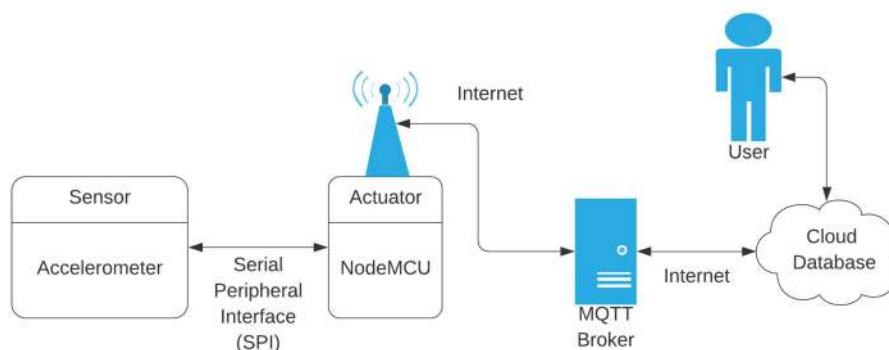 Sensor
Accelerometer
Serial
Peripheral
Interface
(SPI)
Actuator
NodeMCU
Internet
MQTT
Broker
Internet
User
Cloud
Database